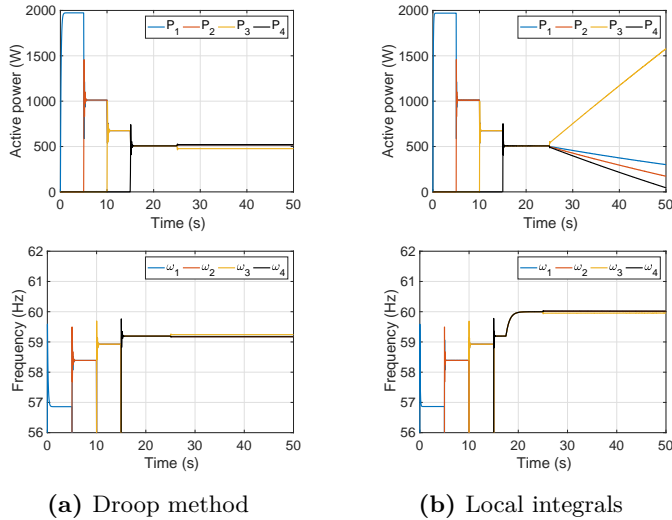 P₁ P₂ P₃ P₄
2000
1500
1000
500
0
Active power (W)
0 10 20 30 40 50
Time (s)
P₁ P₂ P₃ P₄
2000
1500
1000
500
0
Active power (W)
0 10 20 30 40 50
Time (s)
ω₁ ω₂ ω₃ ω₄
62
61
60
59
58
57
56
Frequency (Hz)
0 10 20 30 40 50
Time (s)
ω₁ ω₂ ω₃ ω₄
62
61
60
59
58
57
56
Frequency (Hz)
0 10 20 30 40 50
Time (s)
(a) Droop method
(b) Local integrals